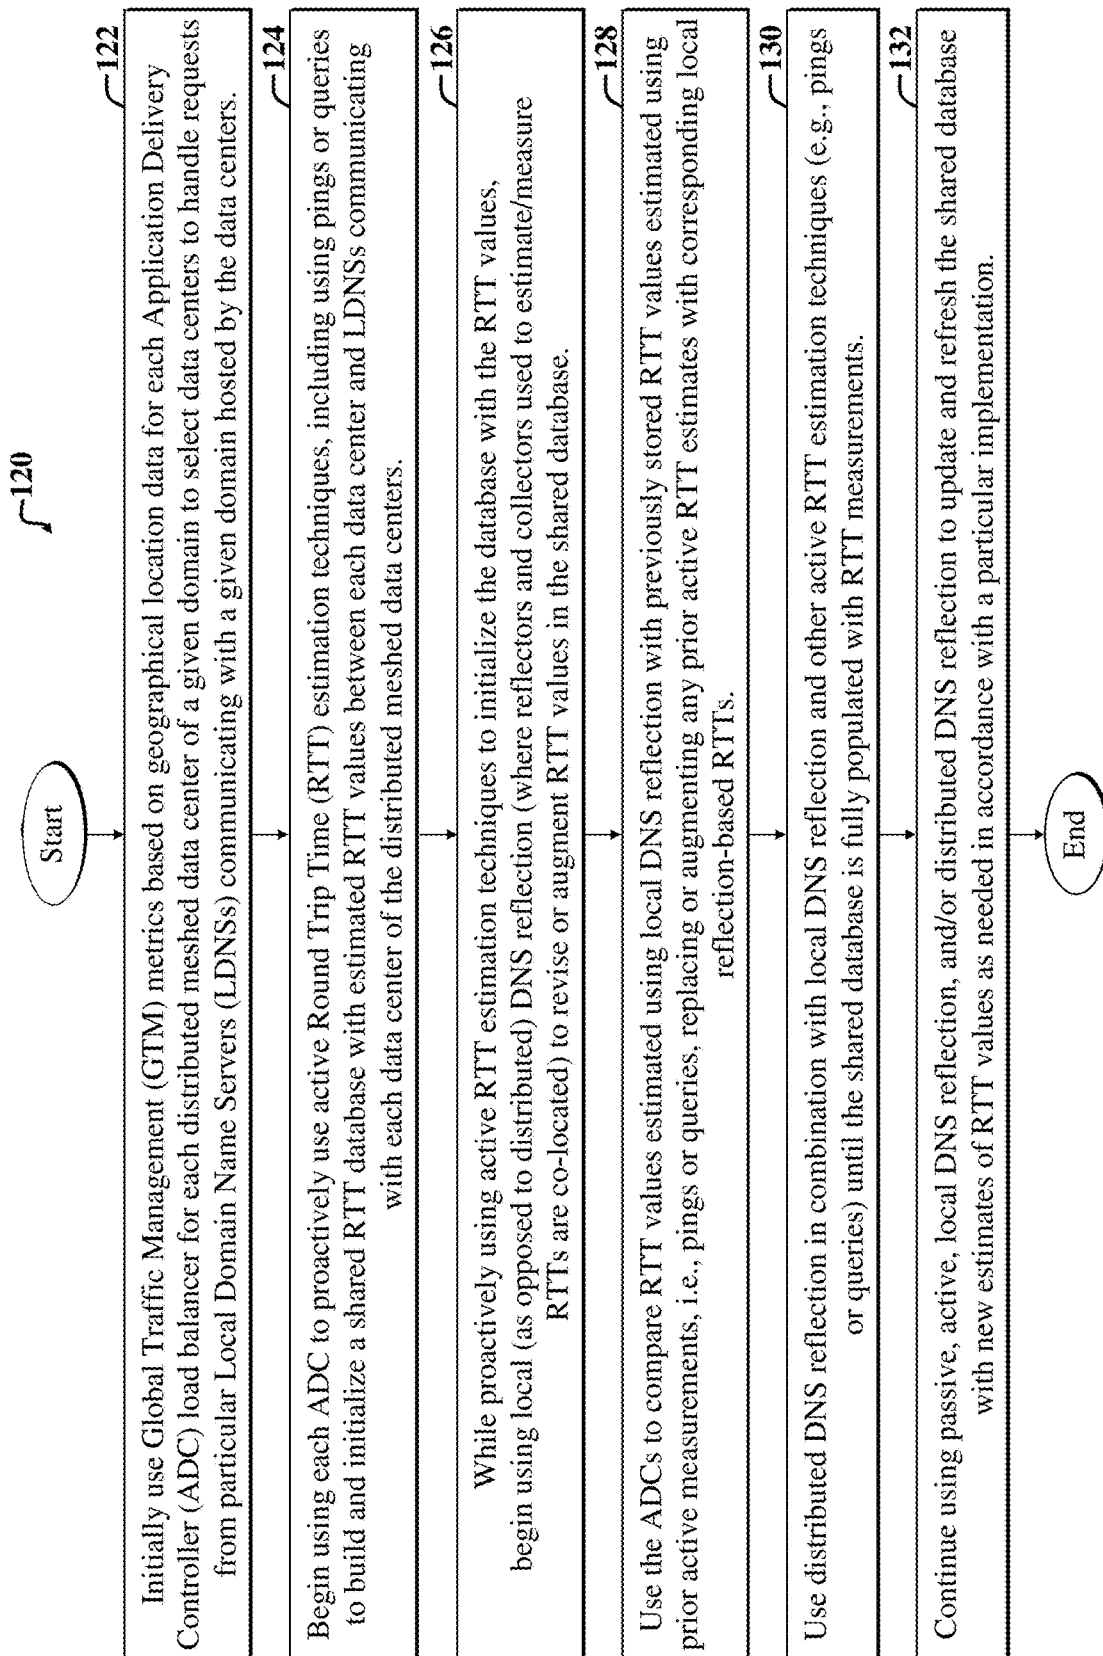 120
Start
122
Initially use Global Traffic Management (GTM) metrics based on geographical location data for each Application Delivery
Controller (ADC) load balancer for each distributed meshed data center of a given domain to select data centers to handle requests
from particular Local Domain Name Servers (LDNSs) communicating with a given domain hosted by the data centers.
124
Begin using each ADC to proactively use active Round Trip Time (RTT) estimation techniques, including using pings or queries
to build and initialize a shared RTT database with estimated RTT values between each data center and LDNSs communicating
with each data center of the distributed meshed data centers.
126
While proactively using active RTT estimation techniques to initialize the database with the RTT values,
begin using local (as opposed to distributed) DNS reflection (where reflectors and collectors used to estimate/measure
RTTs are co-located) to revise or augment RTT values in the shared database.
128
Use the ADCs to compare RTT values estimated using local DNS reflection with previously stored RTT values estimated using
prior active measurements, i.e., pings or queries, replacing or augmenting any prior active RTT estimates with corresponding local
reflection-based RTTs.
130
Use distributed DNS reflection in combination with local DNS reflection and other active RTT estimation techniques (e.g., pings
or queries) until the shared database is fully populated with RTT measurements.
132
Continue using passive, active, local DNS reflection, and/or distributed DNS reflection to update and refresh the shared database
with new estimates of RTT values as needed in accordance with a particular implementation.
End